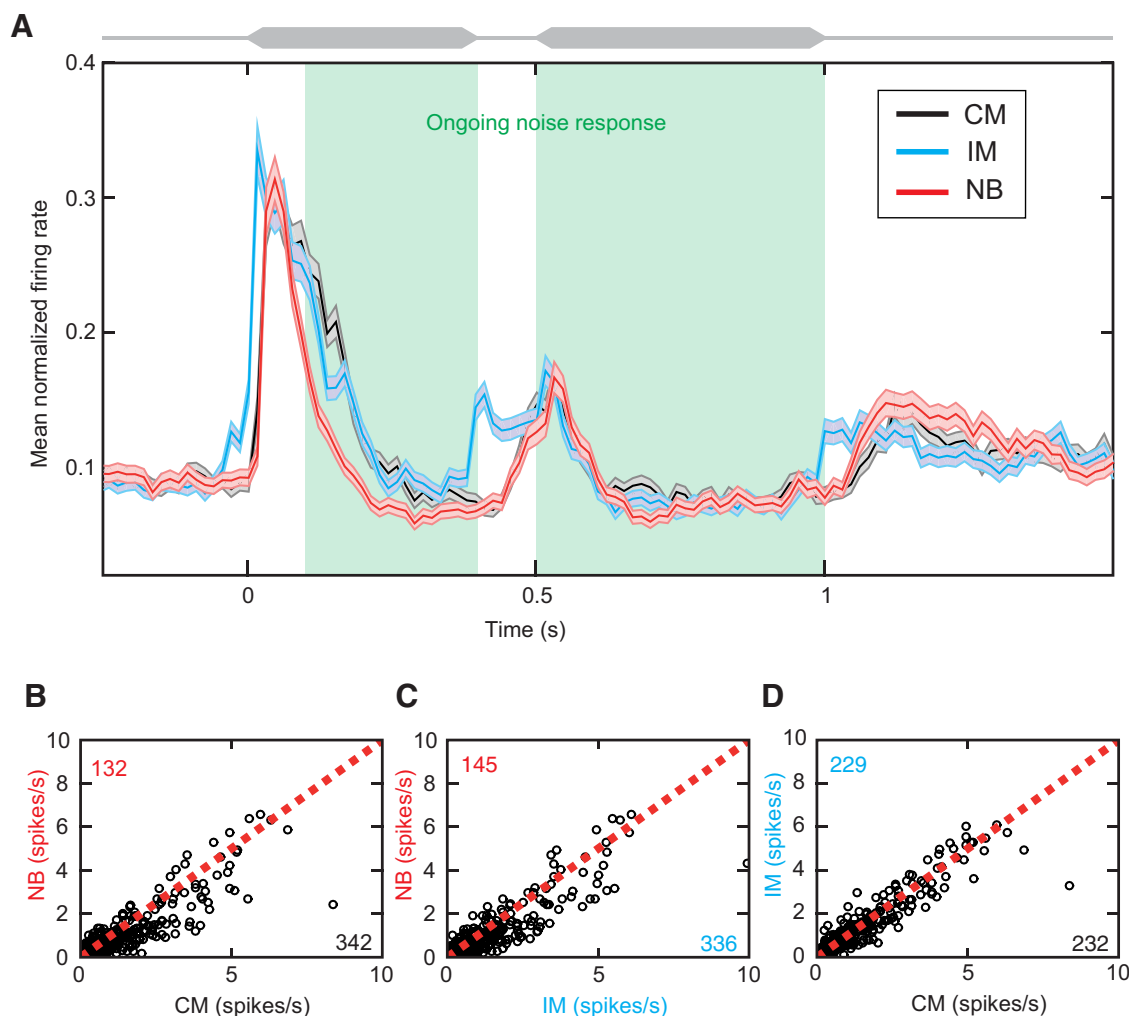 A
0.4
0.3
0.2
0.1
Mean normalized firing rate
Ongoing noise response
CM
IM
NB
0
0.5
1
Time (s)
B
10
8
6
4
2
0
NB (spikes/s)
132
342
0
5
10
CM (spikes/s)
C
10
8
6
4
2
0
NB (spikes/s)
145
336
0
5
10
IM (spikes/s)
D
10
8
6
4
2
0
IM (spikes/s)
229
232
0
5
10
CM (spikes/s)